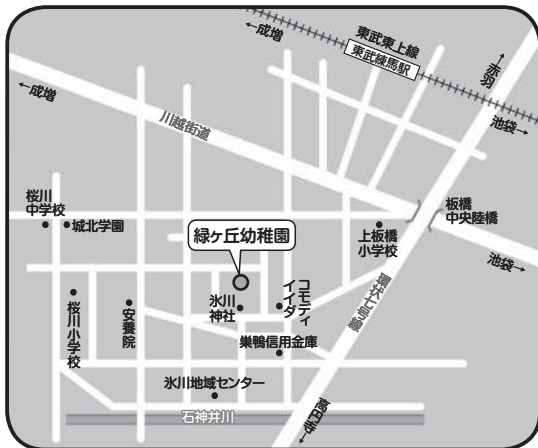 東武東上線
←成増
東武練馬駅
←赤羽
池袋→
←成増
川越街道
桜川
中学校
城北学園
緑ヶ丘幼稚園
上板橋
小学校
板橋
中央陸橋
池袋→
環状七号線
桜川小学校
安養院
氷川
神社
コモディ
イイダ
巣鴨信用金庫
氷川地域センター
石神井川
高円寺→